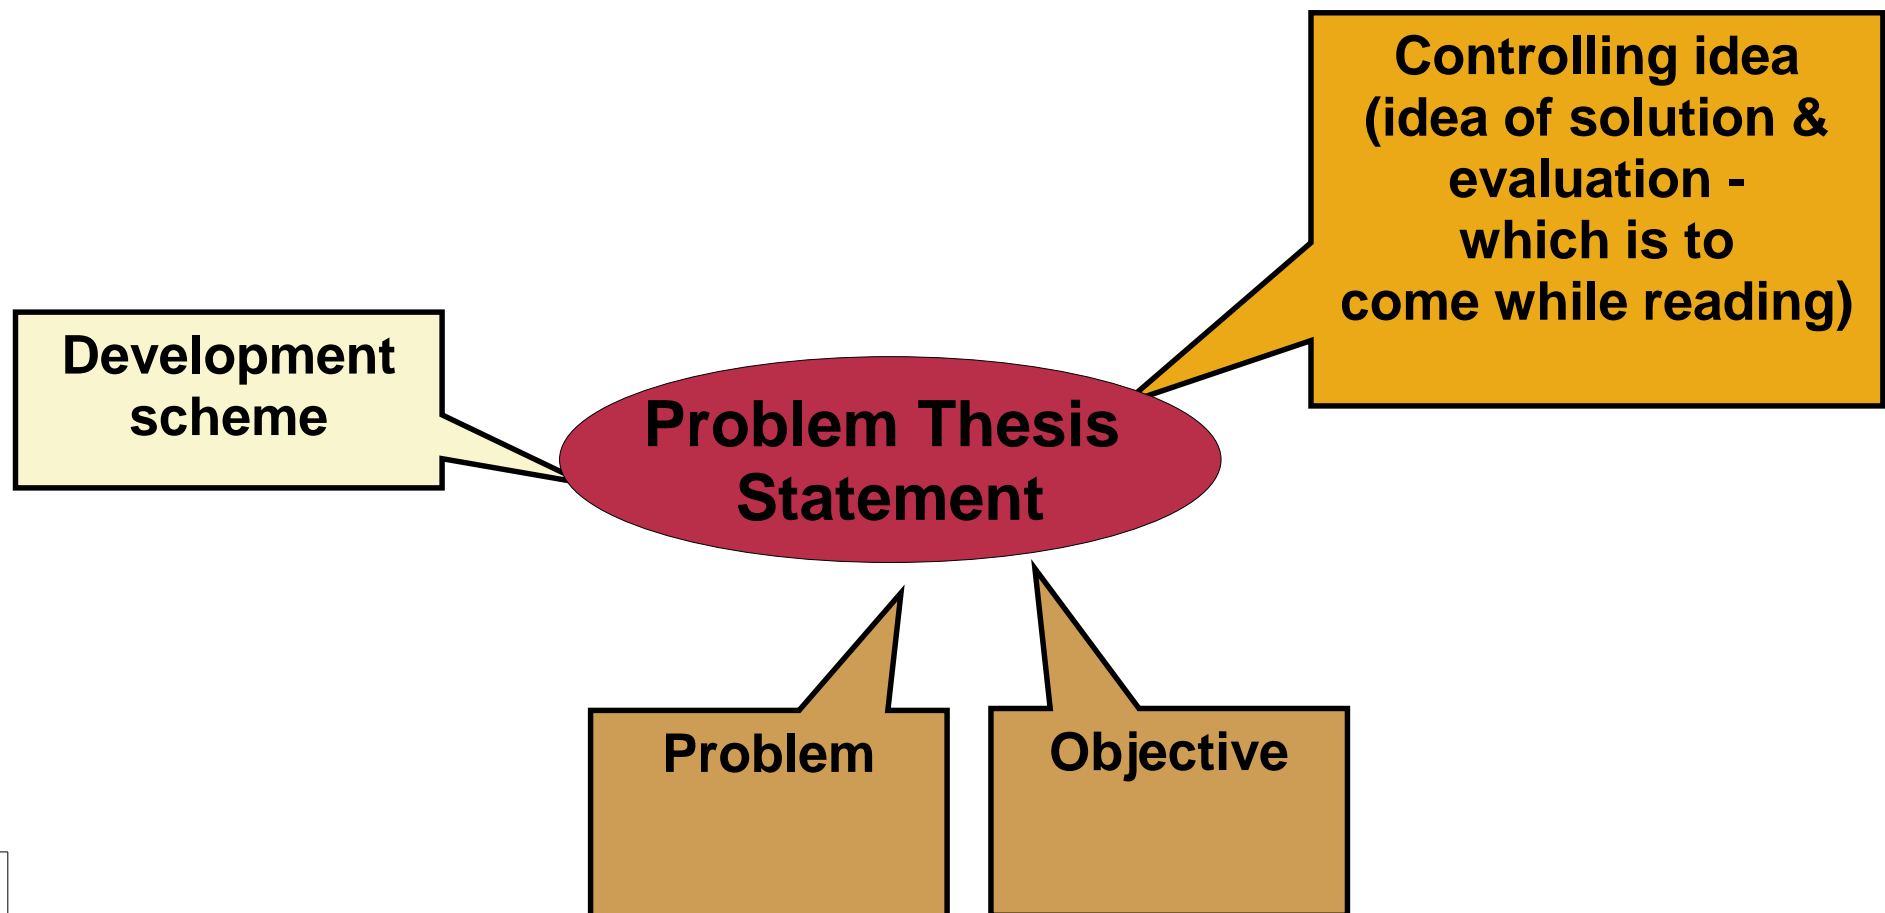 Controlling idea
(idea of solution &
evaluation -
which is to
come while reading)
Development
scheme
Problem Thesis
Statement
Problem
Objective